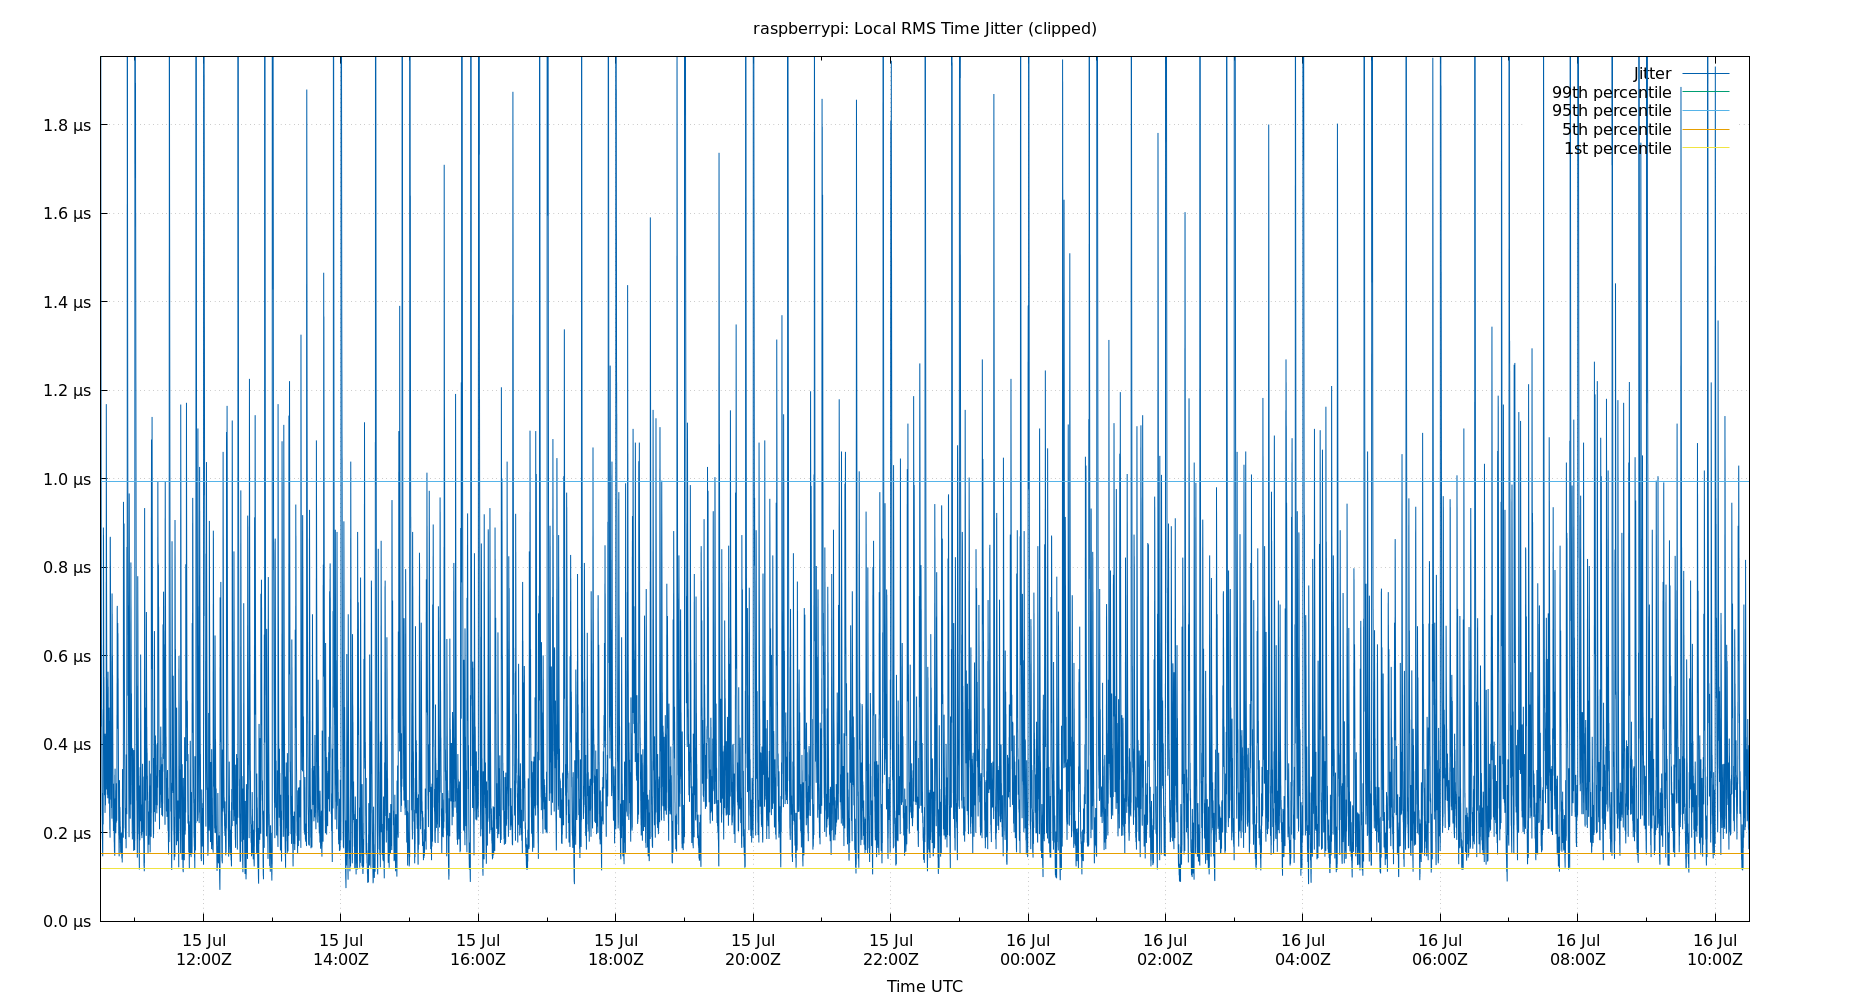 raspberrypi: Local RMS Time Jitter (clipped)
Jitter
99th percentile
95th percentile
5th percentile
1st percentile
1.8 µs
1.6 µs
1.4 µs
1.2 µs
1.0 µs
0.8 µs
0.6 µs
0.4 µs
0.2 µs
0.0 µs
15 Jul 15 Jul 15 Jul 15 Jul 15 Jul 15 Jul 16 Jul 16 Jul 16 Jul 16 Jul 16 Jul 16 Jul
12:00Z 14:00Z 16:00Z 18:00Z 20:00Z 22:00Z 00:00Z 02:00Z 04:00Z 06:00Z 08:00Z 10:00Z
Time UTC